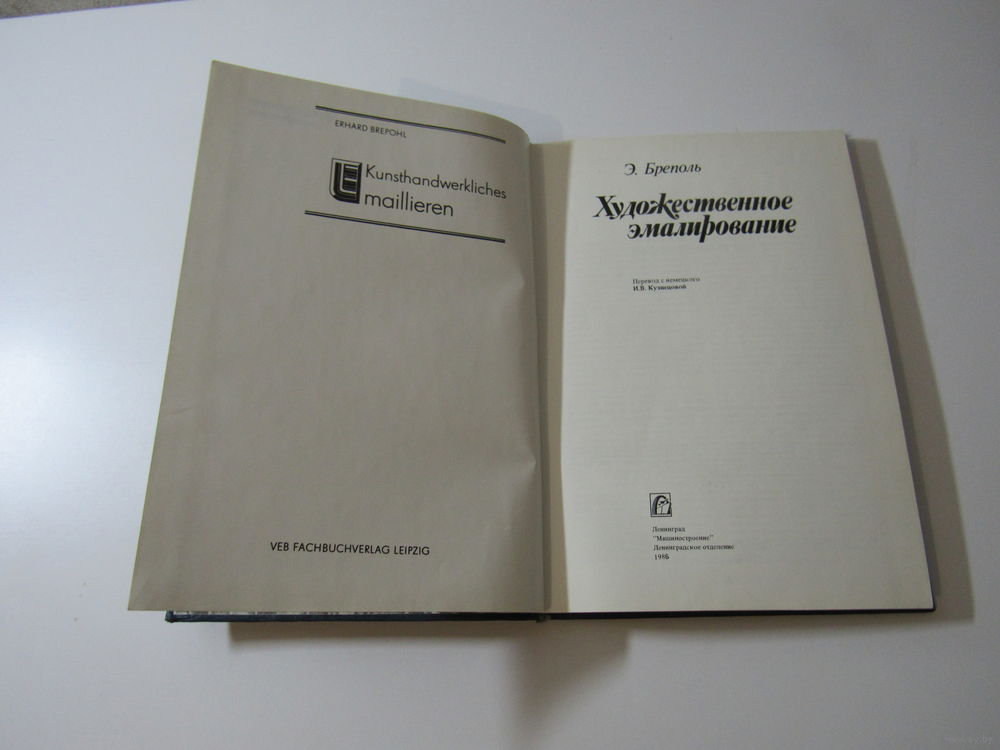 ERHARD BREPOHL
Kunsthandwerkliches
Emaillieren
VEB FACHBUCHVERLAG LEIPZIG
Э. Бреполь
Художественное
эмалирование
Перевод с немецкого
И.В. Кузнецовой
Ленинград
"Машиностроение"
Ленинградское отделение
1986